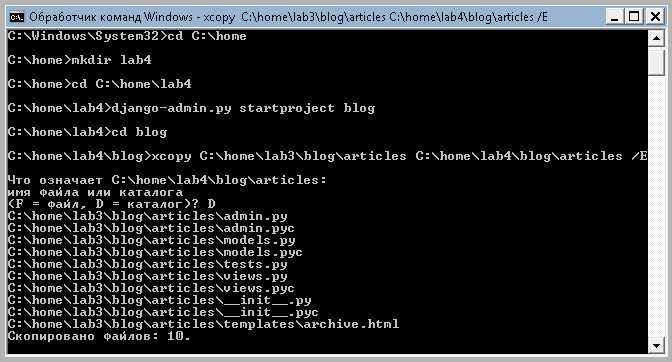 Обработчик команд Windows - xcopy C:\home\lab3\blog\articles C:\home\lab4\blog\articles /E
C:\Windows\System32>cd C:\home
C:\home>mkdir lab4
C:\home>cd C:\home\lab4
C:\home\lab4>django-admin.py startproject blog
C:\home\lab4>cd blog
C:\home\lab4\blog>xcopy C:\home\lab3\blog\articles C:\home\lab4\blog\articles /E
Что означает C:\home\lab4\blog\articles:
имя файла или каталога
(F = файл, D = каталог)? D
C:\home\lab3\blog\articles\admin.py
C:\home\lab3\blog\articles\admin.pyc
C:\home\lab3\blog\articles\models.py
C:\home\lab3\blog\articles\models.pyc
C:\home\lab3\blog\articles\tests.py
C:\home\lab3\blog\articles\views.py
C:\home\lab3\blog\articles\views.pyc
C:\home\lab3\blog\articles\__init__.py
C:\home\lab3\blog\articles\__init__.pyc
C:\home\lab3\blog\articles\templates\archive.html
Скопировано файлов: 10.